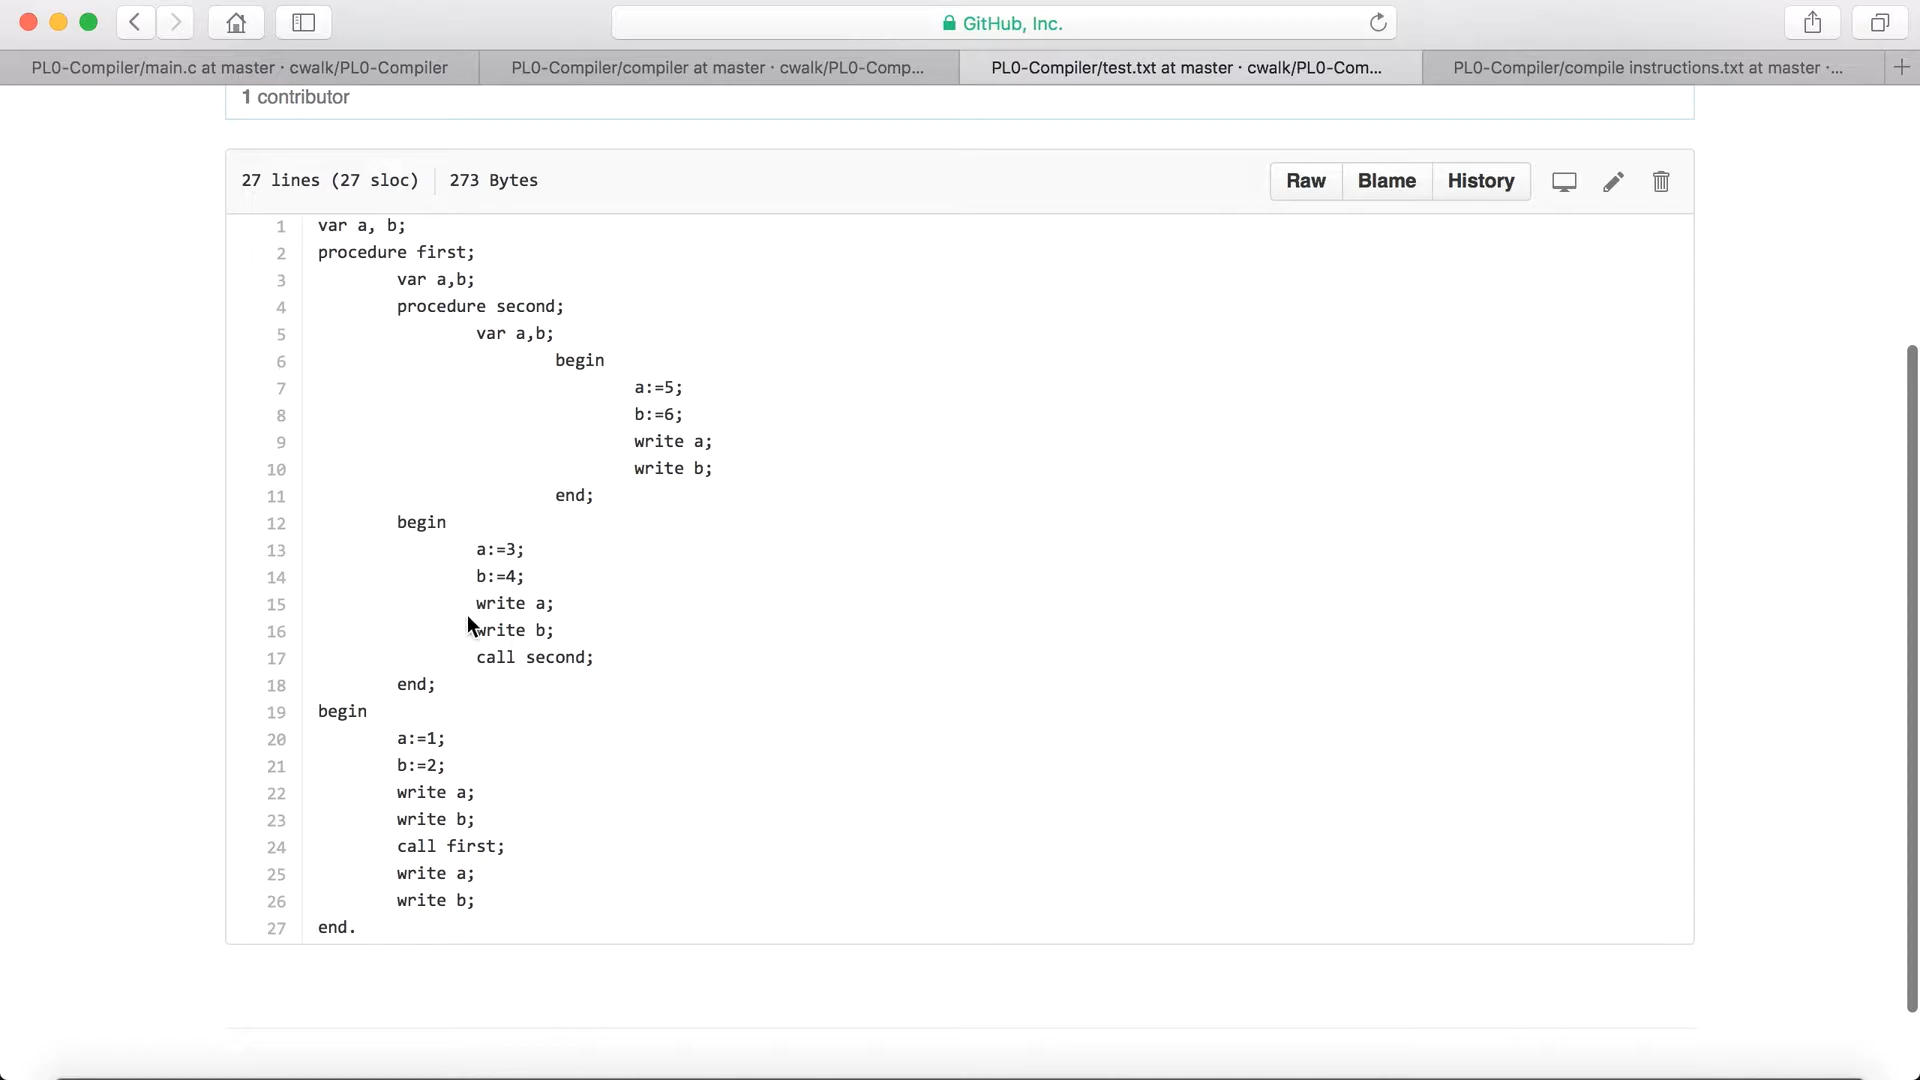 GitHub, Inc.
PL0-Compiler/main.c at master · cwalk/PL0-Compiler
PL0-Compiler/compiler at master · cwalk/PL0-Comp...
PL0-Compiler/test.txt at master · cwalk/PL0-Com...
PL0-Compiler/compile instructions.txt at master ·...
1 contributor
27 lines (27 sloc) 273 Bytes
Raw Blame History
1 var a, b;
2 procedure first;
3 var a,b;
4 procedure second;
5 var a,b;
6 begin
7 a:=5;
8 b:=6;
9 write a;
10 write b;
11 end;
12 begin
13 a:=3;
14 b:=4;
15 write a;
16 write b;
17 call second;
18 end;
19 begin
20 a:=1;
21 b:=2;
22 write a;
23 write b;
24 call first;
25 write a;
26 write b;
27 end.